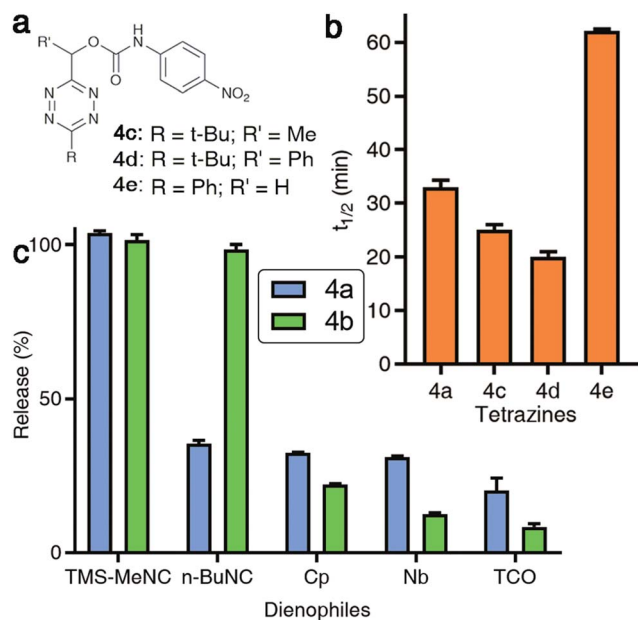 a
R'
O
H
N
O
NO₂
N N
N N
R
4c: R = t-Bu; R' = Me
4d: R = t-Bu; R' = Ph
4e: R = Ph; R' = H
b
60
50
40
30
20
10
0
t1/2 (min)
4a 4c 4d 4e
Tetrazines
c
4a
4b
100
50
0
Release (%)
TMS-MeNC n-BuNC Cp Nb TCO
Dienophiles